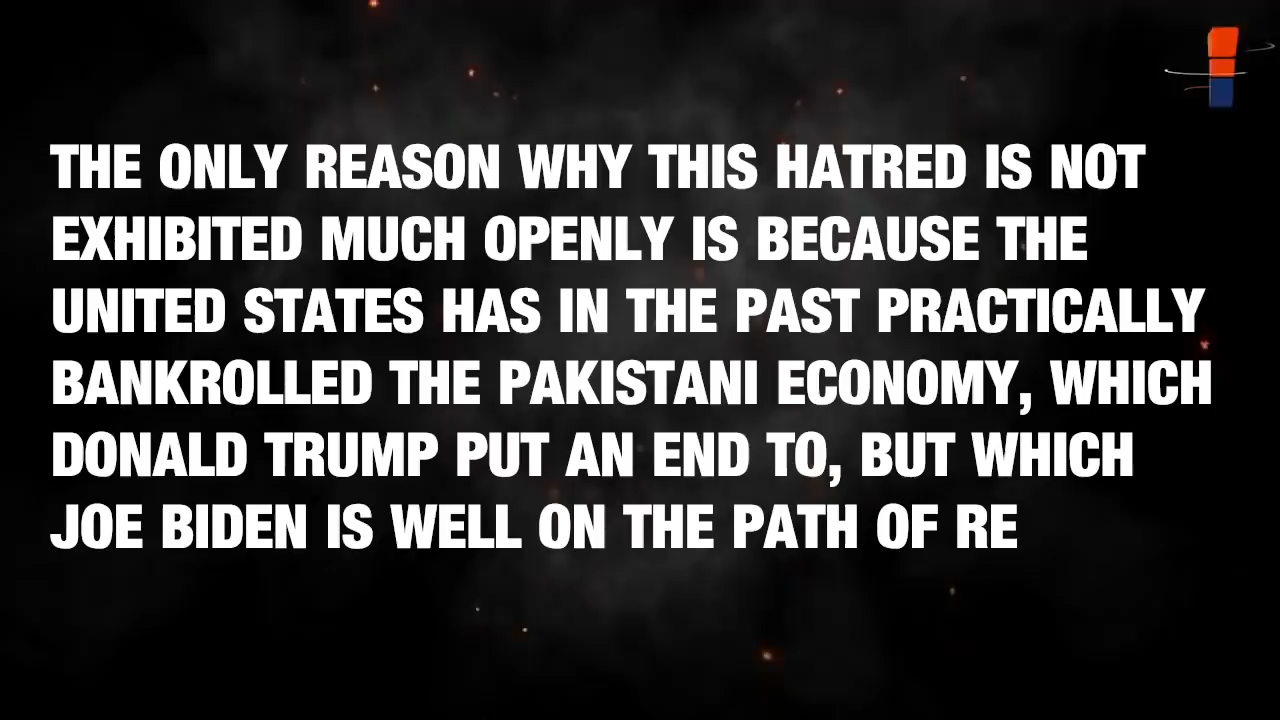 THE ONLY REASON WHY THIS HATRED IS NOT
EXHIBITED MUCH OPENLY IS BECAUSE THE
UNITED STATES HAS IN THE PAST PRACTICALLY
BANKROLLED THE PAKISTANI ECONOMY, WHICH
DONALD TRUMP PUT AN END TO, BUT WHICH
JOE BIDEN IS WELL ON THE PATH OF RE